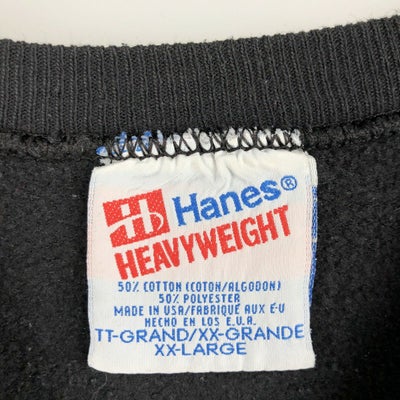 Hanes®
HEAVYWEIGHT
50% COTTON (COTON/ALGODON)
50% POLYESTER
MADE IN USA/FABRIQUÉ AUX E-U
HECHO EN LOS E.U.A.
TT-GRAND/XX-GRANDE
XX-LARGE